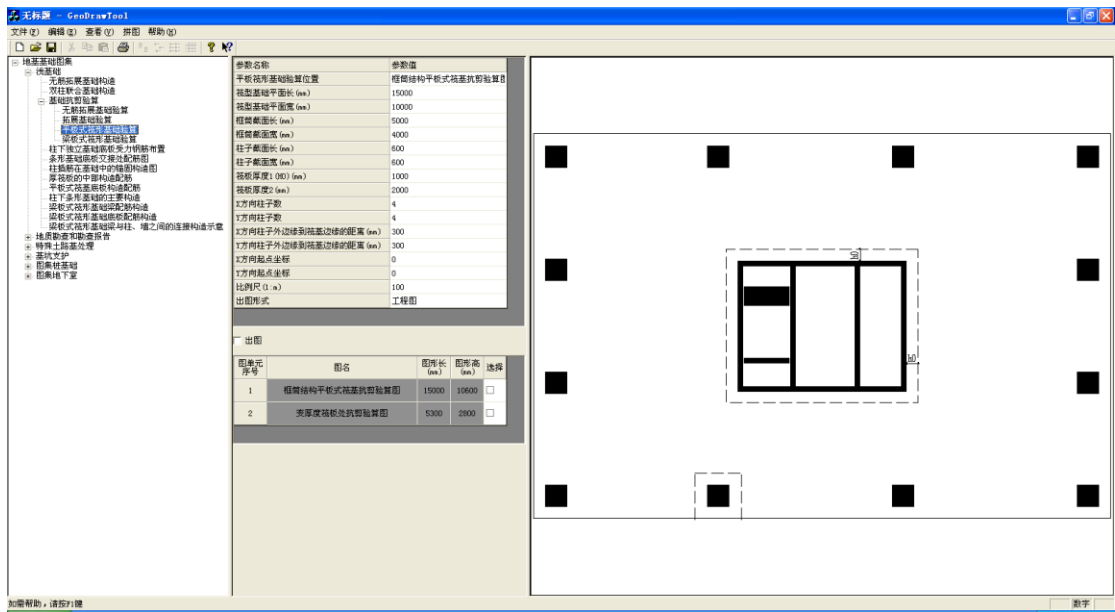 无标题 - GeoDrawTool
文件(F) 编辑(E) 查看(V) 拼图 帮助(H)
地基基础图集
浅基础
无筋拓展基础构造
双柱联合基础构造
基础抗剪验算
无筋拓展基础验算
拓展基础验算
平板式筏形基础验算
梁板式筏形基础验算
柱下独立基础底板受力钢筋布置
条形基础底板交接处配筋图
柱插筋在基础中的锚固构造图
厚筏板的中部构造配筋
平板式筏基底板构造配筋
柱下条形基础的主要构造
梁板式筏形基础梁配筋构造
梁板式筏形基础底板配筋构造
梁板式筏形基础梁与柱、墙之间的连接构造示意
地质勘查和勘查报告
特殊土路基处理
基坑支护
图集桩基础
图集地下室
参数名称 参数值
平板筏形基础验算位置 框筒结构平板式筏基抗剪验算图
筏型基础平面长(mm) 15000
筏型基础平面宽(mm) 10000
框筒截面长(mm) 5000
框筒截面宽(mm) 4000
柱子截面长(mm) 600
柱子截面宽(mm) 600
筏板厚度1(H0)(mm) 1000
筏板厚度2(mm) 2000
X方向柱子数 4
Y方向柱子数 4
X方向柱子外边缘到筏基边缘的距离(mm) 300
Y方向柱子外边缘到筏基边缘的距离(mm) 300
X方向起点坐标 0
Y方向起点坐标 0
比例尺(1:n) 100
出图形式 工程图
出图
图单元序号 图名 图形长(mm) 图形高(mm) 选择
1 框筒结构平板式筏基抗剪验算图 15000 10600
2 变厚度筏板处抗剪验算图 5300 2800
如需帮助，请按F1键
数字